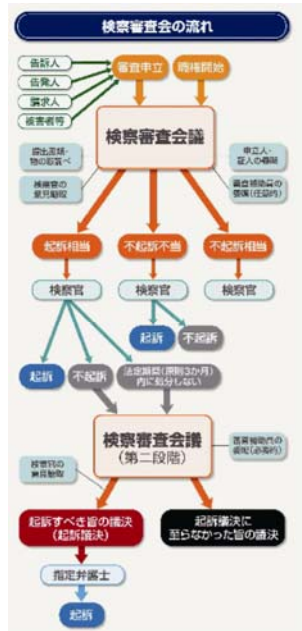 検察審査会の流れ
告訴人
告発人
請求人
被害者等
審査申立
職権開始
検察審査会議
提出書類・
物の取調べ
検察官の
意見聴取
申立人・
証人の尋問
審査補助員の
委嘱(任意的)
起訴相当
不起訴不当
不起訴相当
検察官
検察官
検察官
起訴
不起訴
起訴
不起訴
法定期間(原則3か月)
内に処分しない
検察審査会議
(第二段階)
審査補助員の
委嘱(必要的)
検察官の
意見聴取
起訴すべき旨の議決
(起訴議決)
起訴議決に
至らなかった旨の議決
指定弁護士
起訴